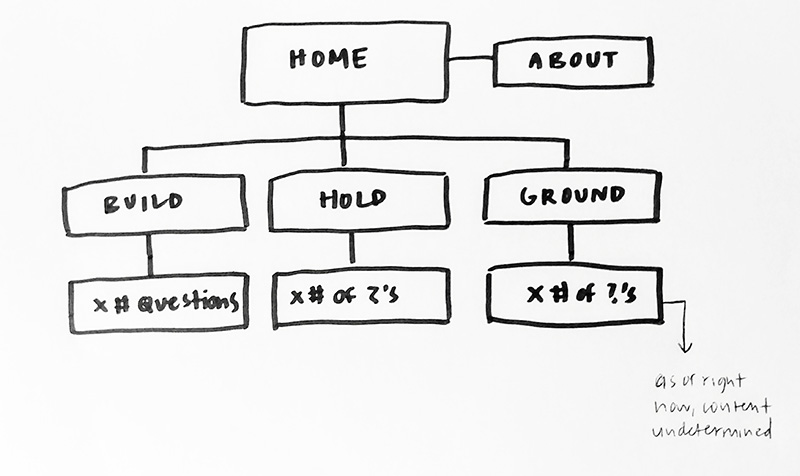 HOME
ABOUT
BUILD
HOLD
GROUND
x # questions
x # of ?'s
x # of ?'s
as of right
now, content
undetermined